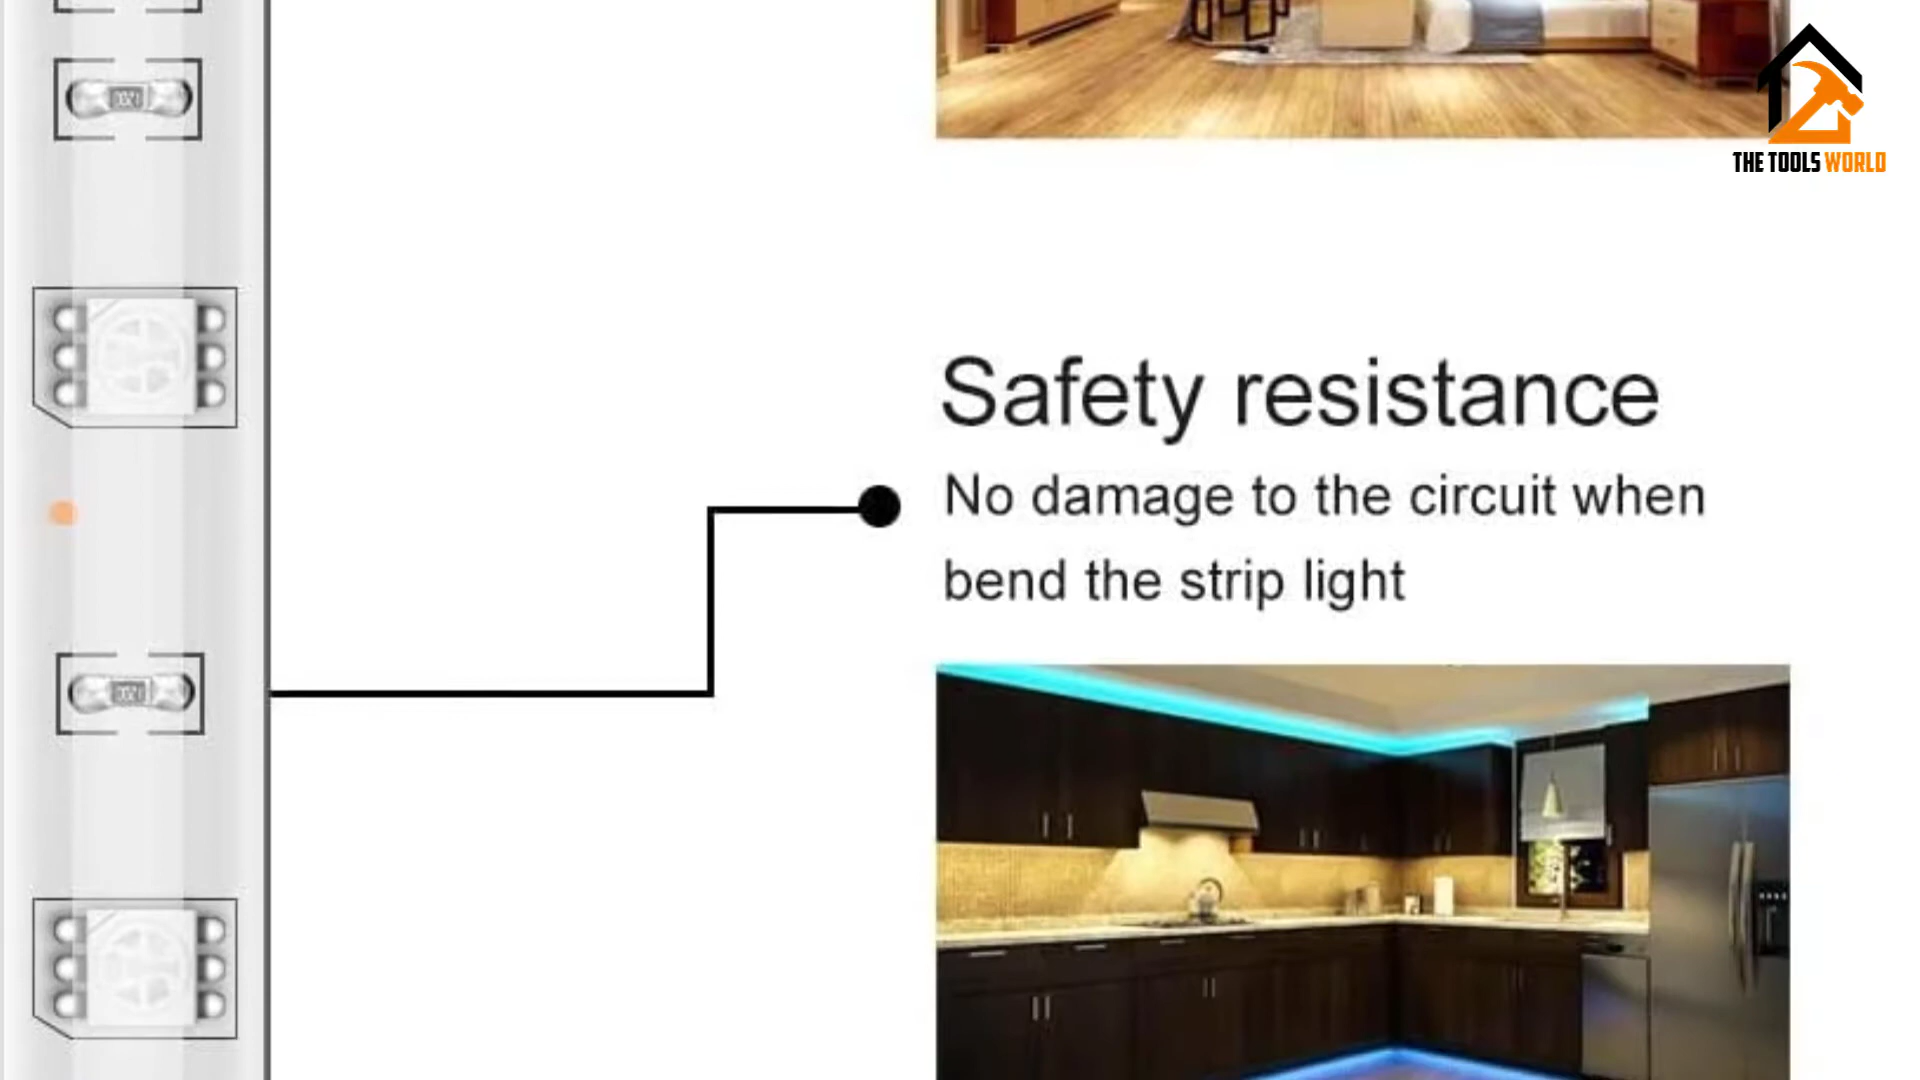 THE TOOLS WORLD
Safety resistance
No damage to the circuit when
bend the strip light